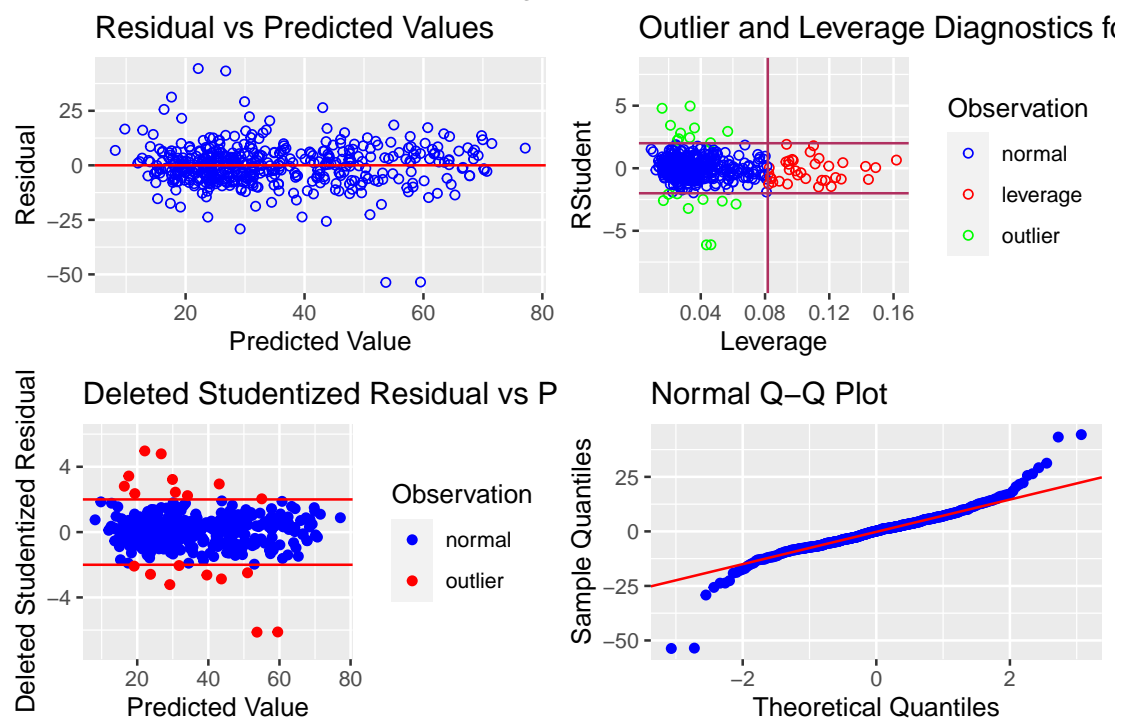 Residual vs Predicted Values
Residual
25
0
−25
−50
20
40
60
80
Predicted Value
Outlier and Leverage Diagnostics fo
RStudent
5
0
−5
0.04
0.08
0.12
0.16
Leverage
Observation
normal
leverage
outlier
Deleted Studentized Residual vs P
Deleted Studentized Residual
4
0
−4
20
40
60
80
Predicted Value
Observation
normal
outlier
Normal Q−Q Plot
Sample Quantiles
25
0
−25
−50
−2
0
2
Theoretical Quantiles